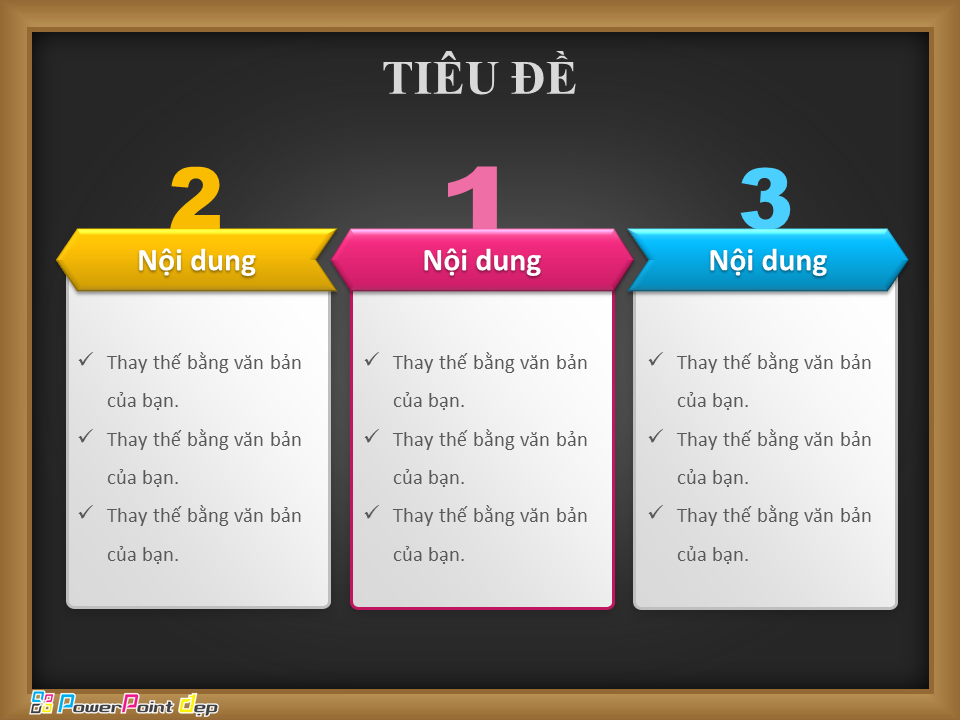 TIÊU ĐỀ
2
Nội dung
✓ Thay thế bằng văn bản
của bạn.
✓ Thay thế bằng văn bản
của bạn.
✓ Thay thế bằng văn bản
của bạn.
1
Nội dung
✓ Thay thế bằng văn bản
của bạn.
✓ Thay thế bằng văn bản
của bạn.
✓ Thay thế bằng văn bản
của bạn.
3
Nội dung
✓ Thay thế bằng văn bản
của bạn.
✓ Thay thế bằng văn bản
của bạn.
✓ Thay thế bằng văn bản
của bạn.
PowerPoint đẹp